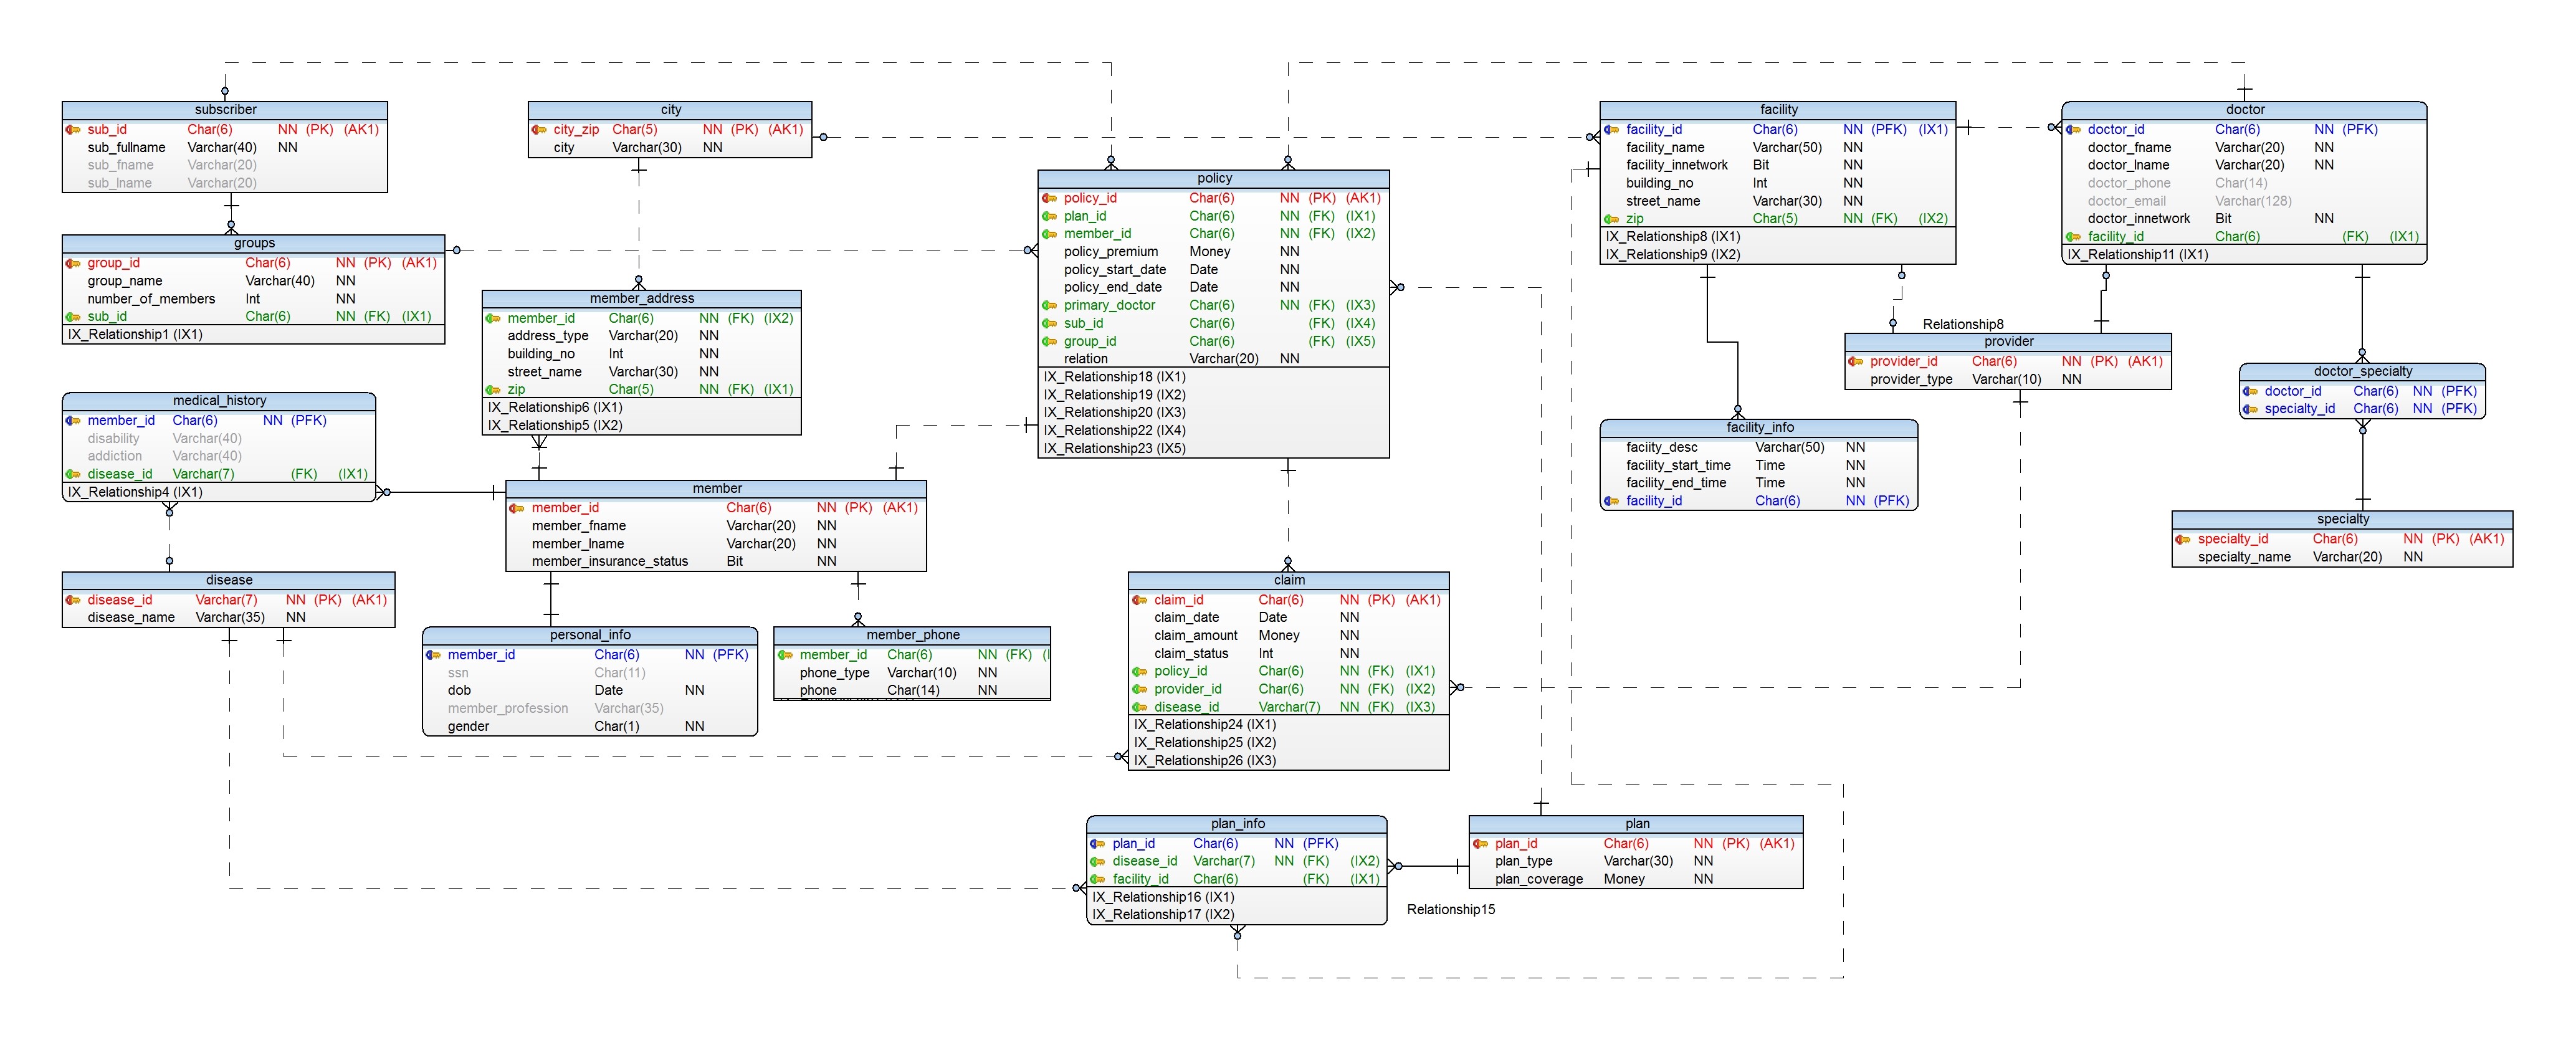 subscriber
sub_id Char(6) NN (PK) (AK1)
sub_fullname Varchar(40) NN
sub_fname Varchar(20)
sub_lname Varchar(20)
groups
group_id Char(6) NN (PK) (AK1)
group_name Varchar(40) NN
number_of_members Int NN
sub_id Char(6) NN (FK) (IX1)
IX_Relationship1 (IX1)
medical_history
member_id Char(6) NN (PFK)
disability Varchar(40)
addiction Varchar(40)
disease_id Varchar(7) (FK) (IX1)
IX_Relationship4 (IX1)
disease
disease_id Varchar(7) NN (PK) (AK1)
disease_name Varchar(35) NN
city
city_zip Char(5) NN (PK) (AK1)
city Varchar(30) NN
member_address
member_id Char(6) NN (FK) (IX2)
address_type Varchar(20) NN
building_no Int NN
street_name Varchar(30) NN
zip Char(5) NN (FK) (IX1)
IX_Relationship6 (IX1)
IX_Relationship5 (IX2)
member
member_id Char(6) NN (PK) (AK1)
member_fname Varchar(20) NN
member_lname Varchar(20) NN
member_insurance_status Bit NN
personal_info
member_id Char(6) NN (PFK)
ssn Char(11)
dob Date NN
member_profession Varchar(35)
gender Char(1) NN
member_phone
member_id Char(6) NN (FK) (I
phone_type Varchar(10) NN
phone Char(14) NN
policy
policy_id Char(6) NN (PK) (AK1)
plan_id Char(6) NN (FK) (IX1)
member_id Char(6) NN (FK) (IX2)
policy_premium Money NN
policy_start_date Date NN
policy_end_date Date NN
primary_doctor Char(6) NN (FK) (IX3)
sub_id Char(6) (FK) (IX4)
group_id Char(6) (FK) (IX5)
relation Varchar(20) NN
IX_Relationship18 (IX1)
IX_Relationship19 (IX2)
IX_Relationship20 (IX3)
IX_Relationship22 (IX4)
IX_Relationship23 (IX5)
claim
claim_id Char(6) NN (PK) (AK1)
claim_date Date NN
claim_amount Money NN
claim_status Int NN
policy_id Char(6) NN (FK) (IX1)
provider_id Char(6) NN (FK) (IX2)
disease_id Varchar(7) NN (FK) (IX3)
IX_Relationship24 (IX1)
IX_Relationship25 (IX2)
IX_Relationship26 (IX3)
plan_info
plan_id Char(6) NN (PFK)
disease_id Varchar(7) NN (FK) (IX2)
facility_id Char(6) (FK) (IX1)
IX_Relationship16 (IX1)
IX_Relationship17 (IX2)
plan
plan_id Char(6) NN (PK) (AK1)
plan_type Varchar(30) NN
plan_coverage Money NN
Relationship15
facility
facility_id Char(6) NN (PFK) (IX1)
facility_name Varchar(50) NN
facility_innetwork Bit NN
building_no Int NN
street_name Varchar(30) NN
zip Char(5) NN (FK) (IX2)
IX_Relationship8 (IX1)
IX_Relationship9 (IX2)
doctor
doctor_id Char(6) NN (PFK)
doctor_fname Varchar(20) NN
doctor_lname Varchar(20) NN
doctor_phone Char(14)
doctor_email Varchar(128)
doctor_innetwork Bit NN
facility_id Char(6) (FK) (IX1)
IX_Relationship11 (IX1)
Relationship8
provider
provider_id Char(6) NN (PK) (AK1)
provider_type Varchar(10) NN
facility_info
faciity_desc Varchar(50) NN
facility_start_time Time NN
facility_end_time Time NN
facility_id Char(6) NN (PFK)
doctor_specialty
doctor_id Char(6) NN (PFK)
specialty_id Char(6) NN (PFK)
specialty
specialty_id Char(6) NN (PK) (AK1)
specialty_name Varchar(20) NN